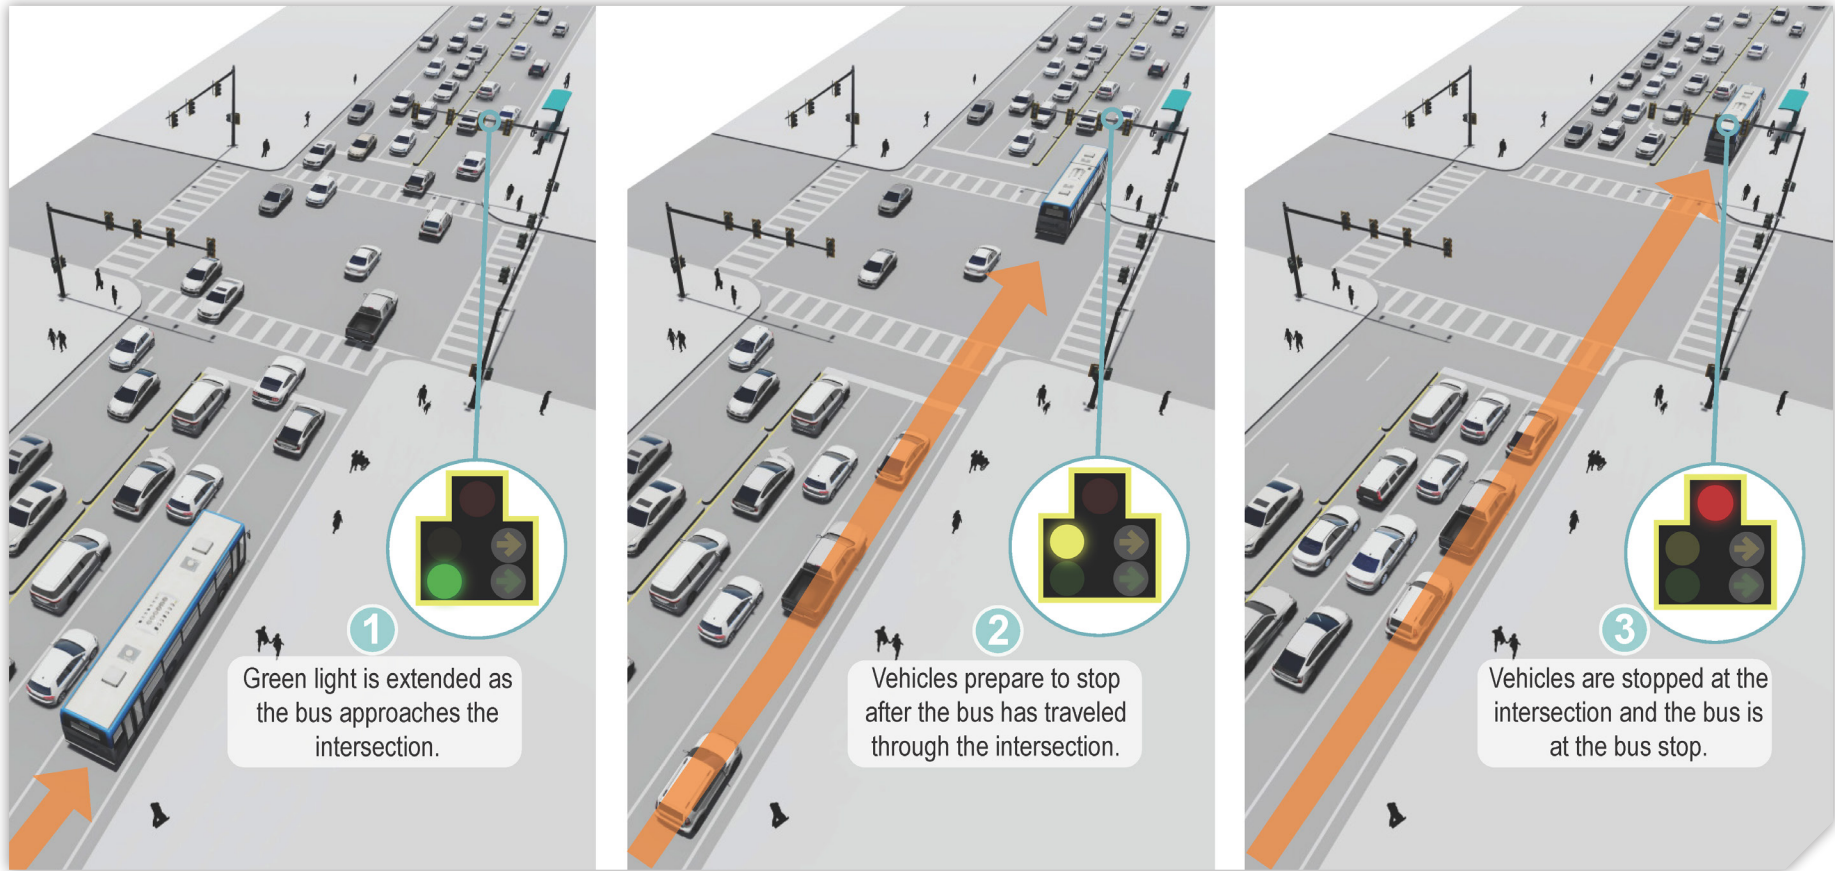 1
Green light is extended as
the bus approaches the
intersection.
2
Vehicles prepare to stop
after the bus has traveled
through the intersection.
3
Vehicles are stopped at the
intersection and the bus is
at the bus stop.